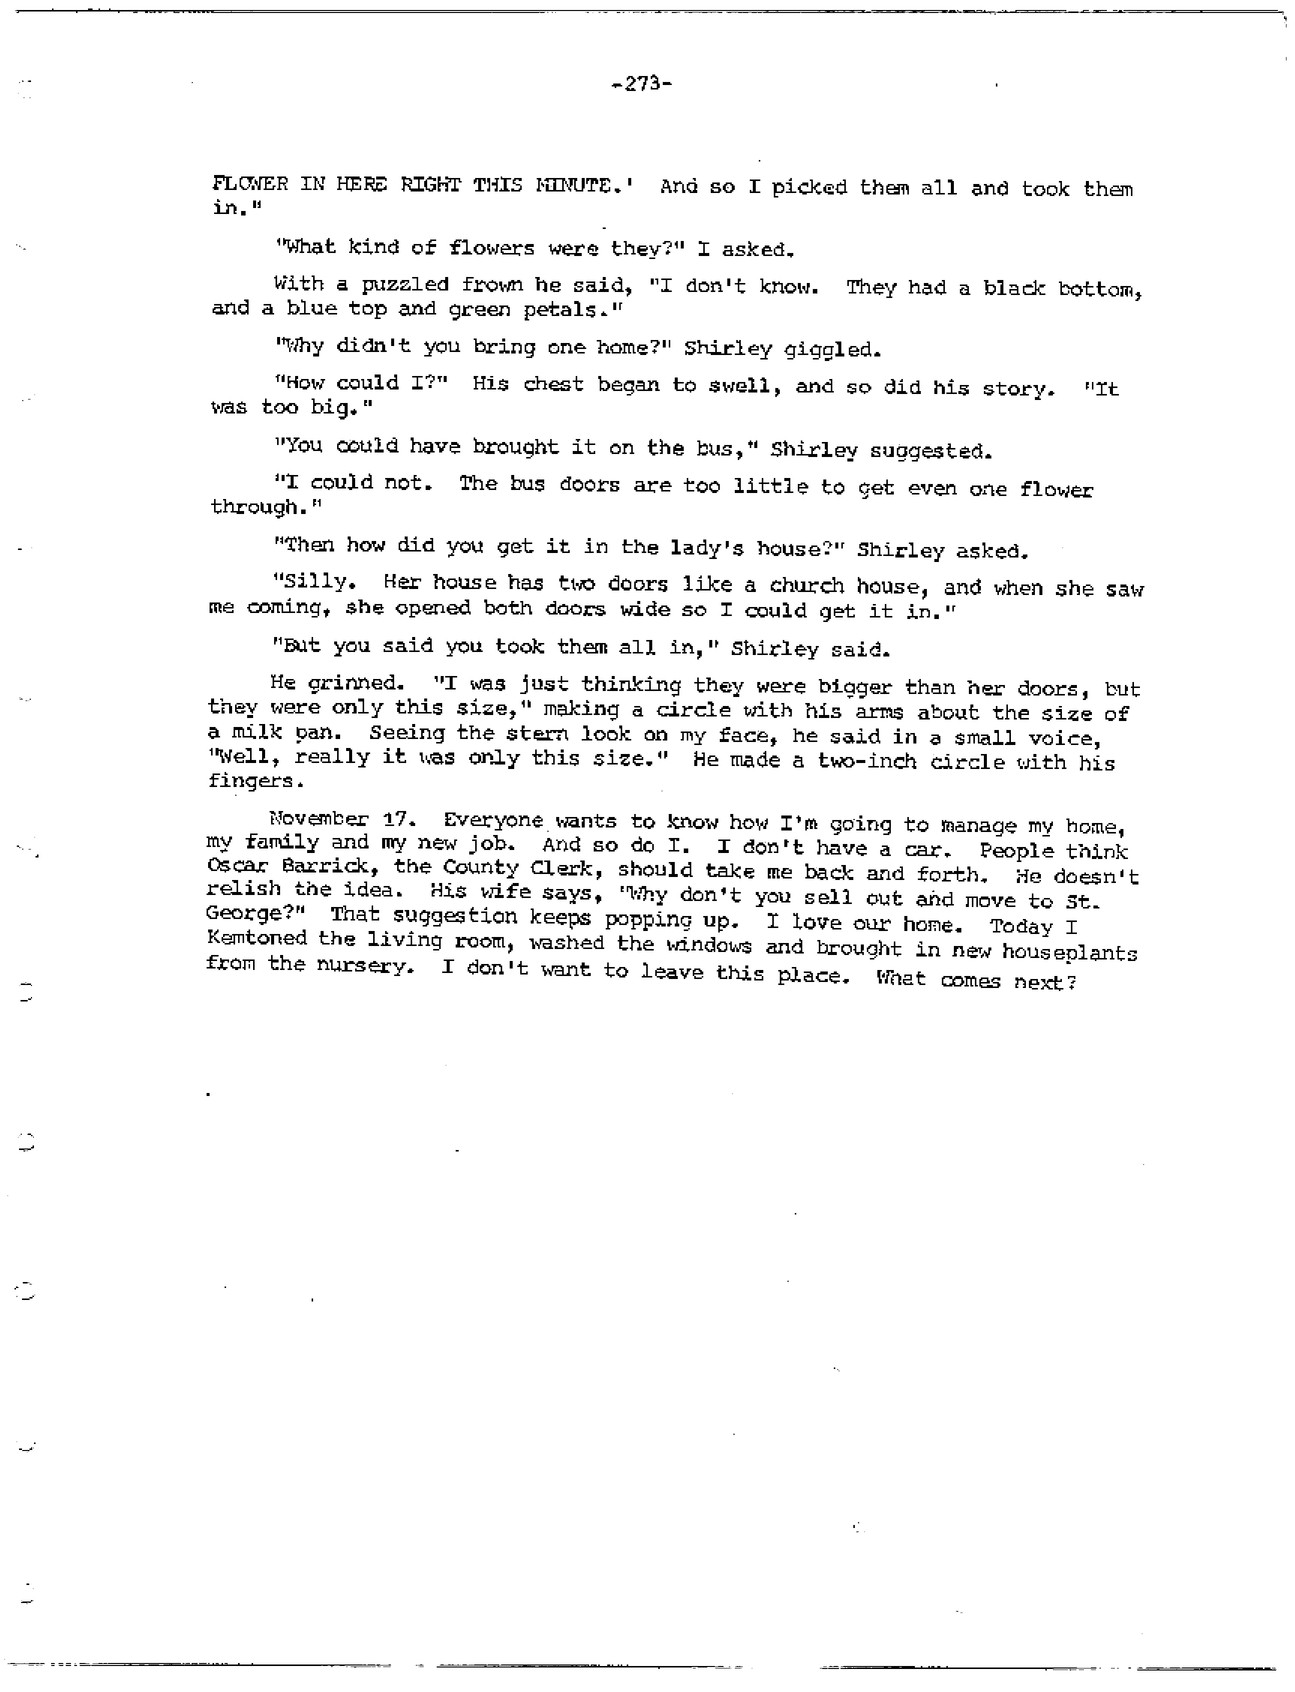 -273-
FLOWER IN HERE RIGHT THIS MINUTE.' And so I picked them all and took them
in."
"What kind of flowers were they?" I asked.
With a puzzled frown he said, "I don't know. They had a black bottom,
and a blue top and green petals."
"Why didn't you bring one home?" Shirley giggled.
"How could I?" His chest began to swell, and so did his story. "It
was too big."
"You could have brought it on the bus," Shirley suggested.
"I could not. The bus doors are too little to get even one flower
through."
"Then how did you get it in the lady's house?" Shirley asked.
"Silly. Her house has two doors like a church house, and when she saw
me coming, she opened both doors wide so I could get it in."
"But you said you took them all in," Shirley said.
He grinned. "I was just thinking they were bigger than her doors, but
they were only this size," making a circle with his arms about the size of
a milk pan. Seeing the stern look on my face, he said in a small voice,
"Well, really it was only this size." He made a two-inch circle with his
fingers.
November 17. Everyone wants to know how I'm going to manage my home,
my family and my new job. And so do I. I don't have a car. People think
Oscar Barrick, the County Clerk, should take me back and forth. He doesn't
relish the idea. His wife says, "Why don't you sell out and move to St.
George?" That suggestion keeps popping up. I love our home. Today I
Kemtoned the living room, washed the windows and brought in new houseplants
from the nursery. I don't want to leave this place. What comes next?